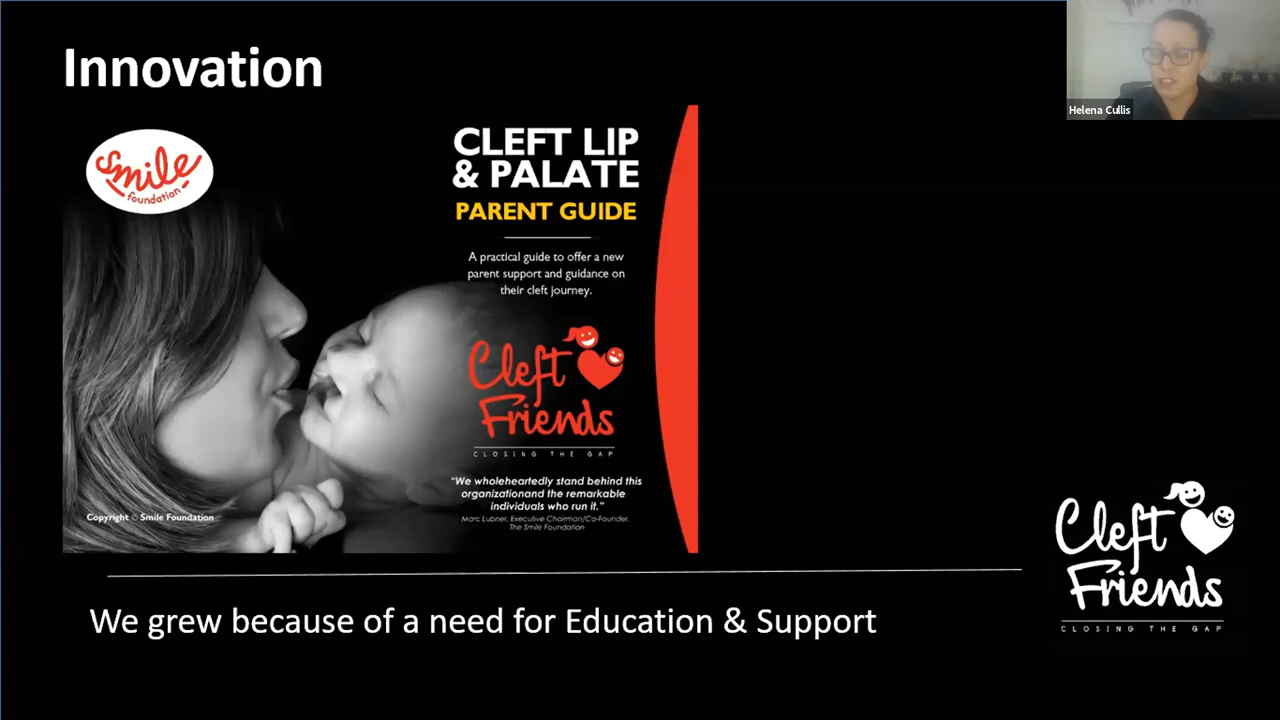 Innovation
Helena Cullis
smile
foundation
CLEFT LIP
& PALATE
PARENT GUIDE
A practical guide to offer a new
parent support and guidance on
their cleft journey.
Cleft
Friends
CLOSING THE GAP
“We wholeheartedly stand behind this
organizationand the remarkable
individuals who run it.”
Marc Lubner, Executive Chairman/Co-Founder,
The Smile Foundation
Copyright © Smile Foundation
Cleft
Friends
CLOSING THE GAP
We grew because of a need for Education & Support